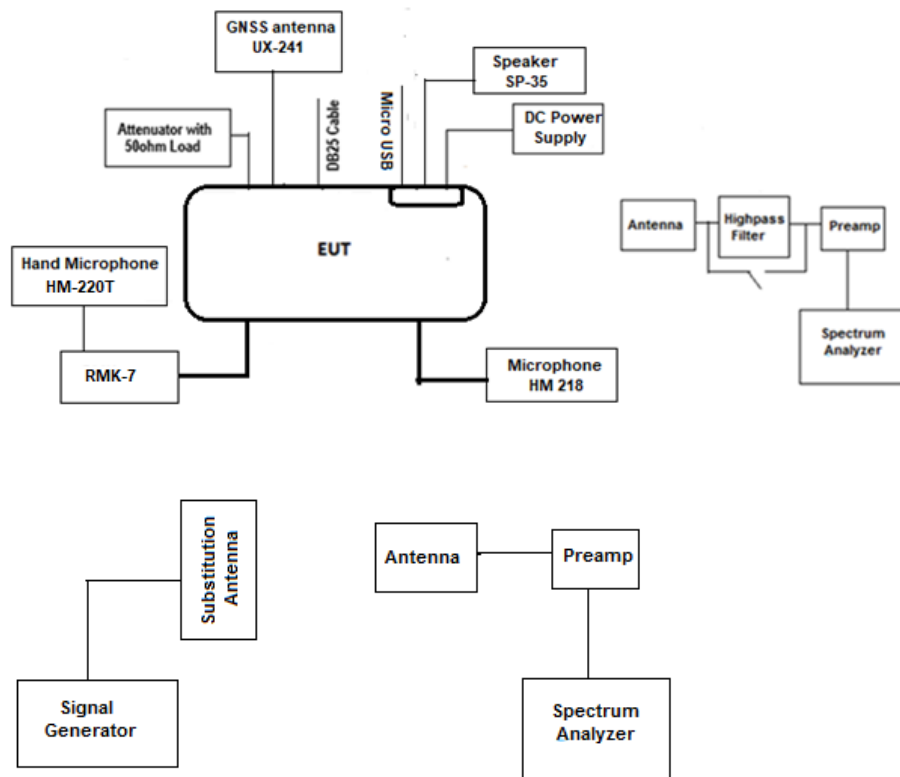 GNSS antenna
UX-241
Speaker
SP-35
Attenuator with
50ohm Load
DB25 Cable
Micro USB
DC Power
Supply
EUT
Hand Microphone
HM-220T
RMK-7
Microphone
HM 218
Antenna
Highpass
Filter
Preamp
Spectrum
Analyzer
Substitution
Antenna
Signal
Generator
Antenna
Preamp
Spectrum
Analyzer